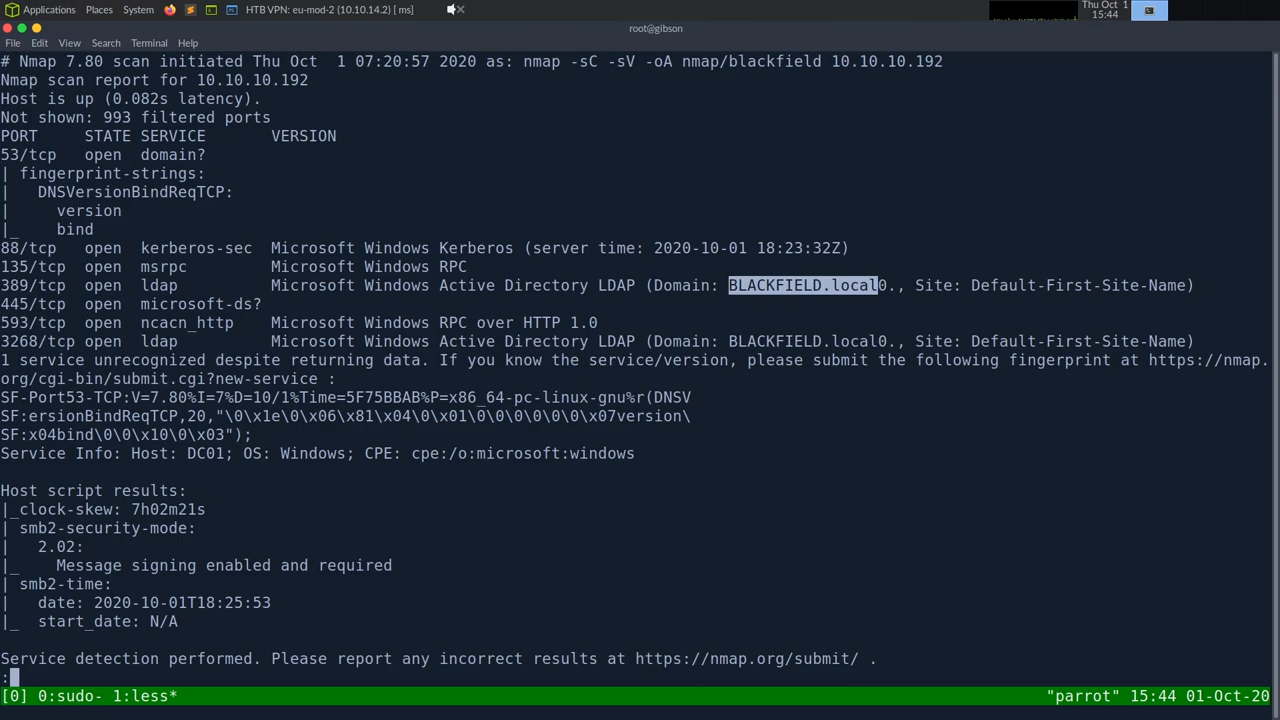 Applications Places System HTB VPN: eu-mod-2 (10.10.14.2) [ms] Thu Oct 1
15:44
root@gibson
File Edit View Search Terminal Help
# Nmap 7.80 scan initiated Thu Oct  1 07:20:57 2020 as: nmap -sC -sV -oA nmap/blackfield 10.10.10.192
Nmap scan report for 10.10.10.192
Host is up (0.082s latency).
Not shown: 993 filtered ports
PORT     STATE SERVICE      VERSION
53/tcp   open  domain?
| fingerprint-strings:
|   DNSVersionBindReqTCP:
|     version
|_    bind
88/tcp   open  kerberos-sec  Microsoft Windows Kerberos (server time: 2020-10-01 18:23:32Z)
135/tcp  open  msrpc         Microsoft Windows RPC
389/tcp  open  ldap          Microsoft Windows Active Directory LDAP (Domain: BLACKFIELD.local0., Site: Default-First-Site-Name)
445/tcp  open  microsoft-ds?
593/tcp  open  ncacn_http    Microsoft Windows RPC over HTTP 1.0
3268/tcp open  ldap          Microsoft Windows Active Directory LDAP (Domain: BLACKFIELD.local0., Site: Default-First-Site-Name)
1 service unrecognized despite returning data. If you know the service/version, please submit the following fingerprint at https://nmap.
org/cgi-bin/submit.cgi?new-service :
SF-Port53-TCP:V=7.80%I=7%D=10/1%Time=5F75BBAB%P=x86_64-pc-linux-gnu%r(DNSV
SF:ersionBindReqTCP,20,"\0\x1e\0\x06\x81\x04\0\x01\0\0\0\0\0\0\x07version\
SF:x04bind\0\0\x10\0\x03");
Service Info: Host: DC01; OS: Windows; CPE: cpe:/o:microsoft:windows
Host script results:
|_clock-skew: 7h02m21s
| smb2-security-mode:
|   2.02:
|_    Message signing enabled and required
| smb2-time:
|   date: 2020-10-01T18:25:53
|_  start_date: N/A
Service detection performed. Please report any incorrect results at https://nmap.org/submit/ .
:
[0] 0:sudo- 1:less* "parrot" 15:44 01-Oct-20